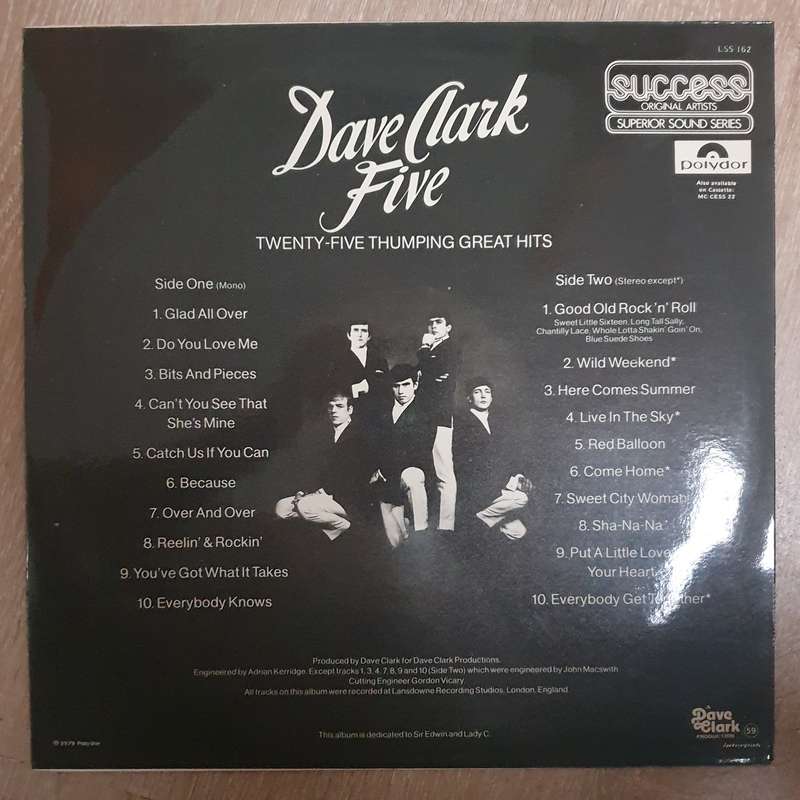 ESS 162
success
ORIGINAL ARTISTS
SUPERIOR SOUND SERIES
polydor
Also available
on Cassette:
MC CESS 22
Dave Clark
Five
TWENTY-FIVE THUMPING GREAT HITS
Side One (Mono)
1. Glad All Over
2. Do You Love Me
3. Bits And Pieces
4. Can't You See That
She's Mine
5. Catch Us If You Can
6. Because
7. Over And Over
8. Reelin' & Rockin'
9. You've Got What It Takes
10. Everybody Knows
Side Two (Stereo except*)
1. Good Old Rock 'n' Roll
Sweet Little Sixteen, Long Tall Sally,
Chantilly Lace, Whole Lotta Shakin' Goin' On,
Blue Suede Shoes
2. Wild Weekend*
3. Here Comes Summer
4. Live In The Sky*
5. Red Balloon
6. Come Home*
7. Sweet City Woman
8. Sha-Na-Na
9. Put A Little Love
Your Heart
10. Everybody Get Together*
Produced by Dave Clark for Dave Clark Productions.
Engineered by Adrian Kerridge. Except tracks 1, 3, 4, 7, 8, 9 and 10 (Side Two) which were engineered by John Macswith
Cutting Engineer Gordon Vicary.
All tracks on this album were recorded at Lansdowne Recording Studios, London, England.
This album is dedicated to Sir Edwin and Lady C.
℗ 1979 Polydor
A
Dave
Clark
PRODUCTION
59